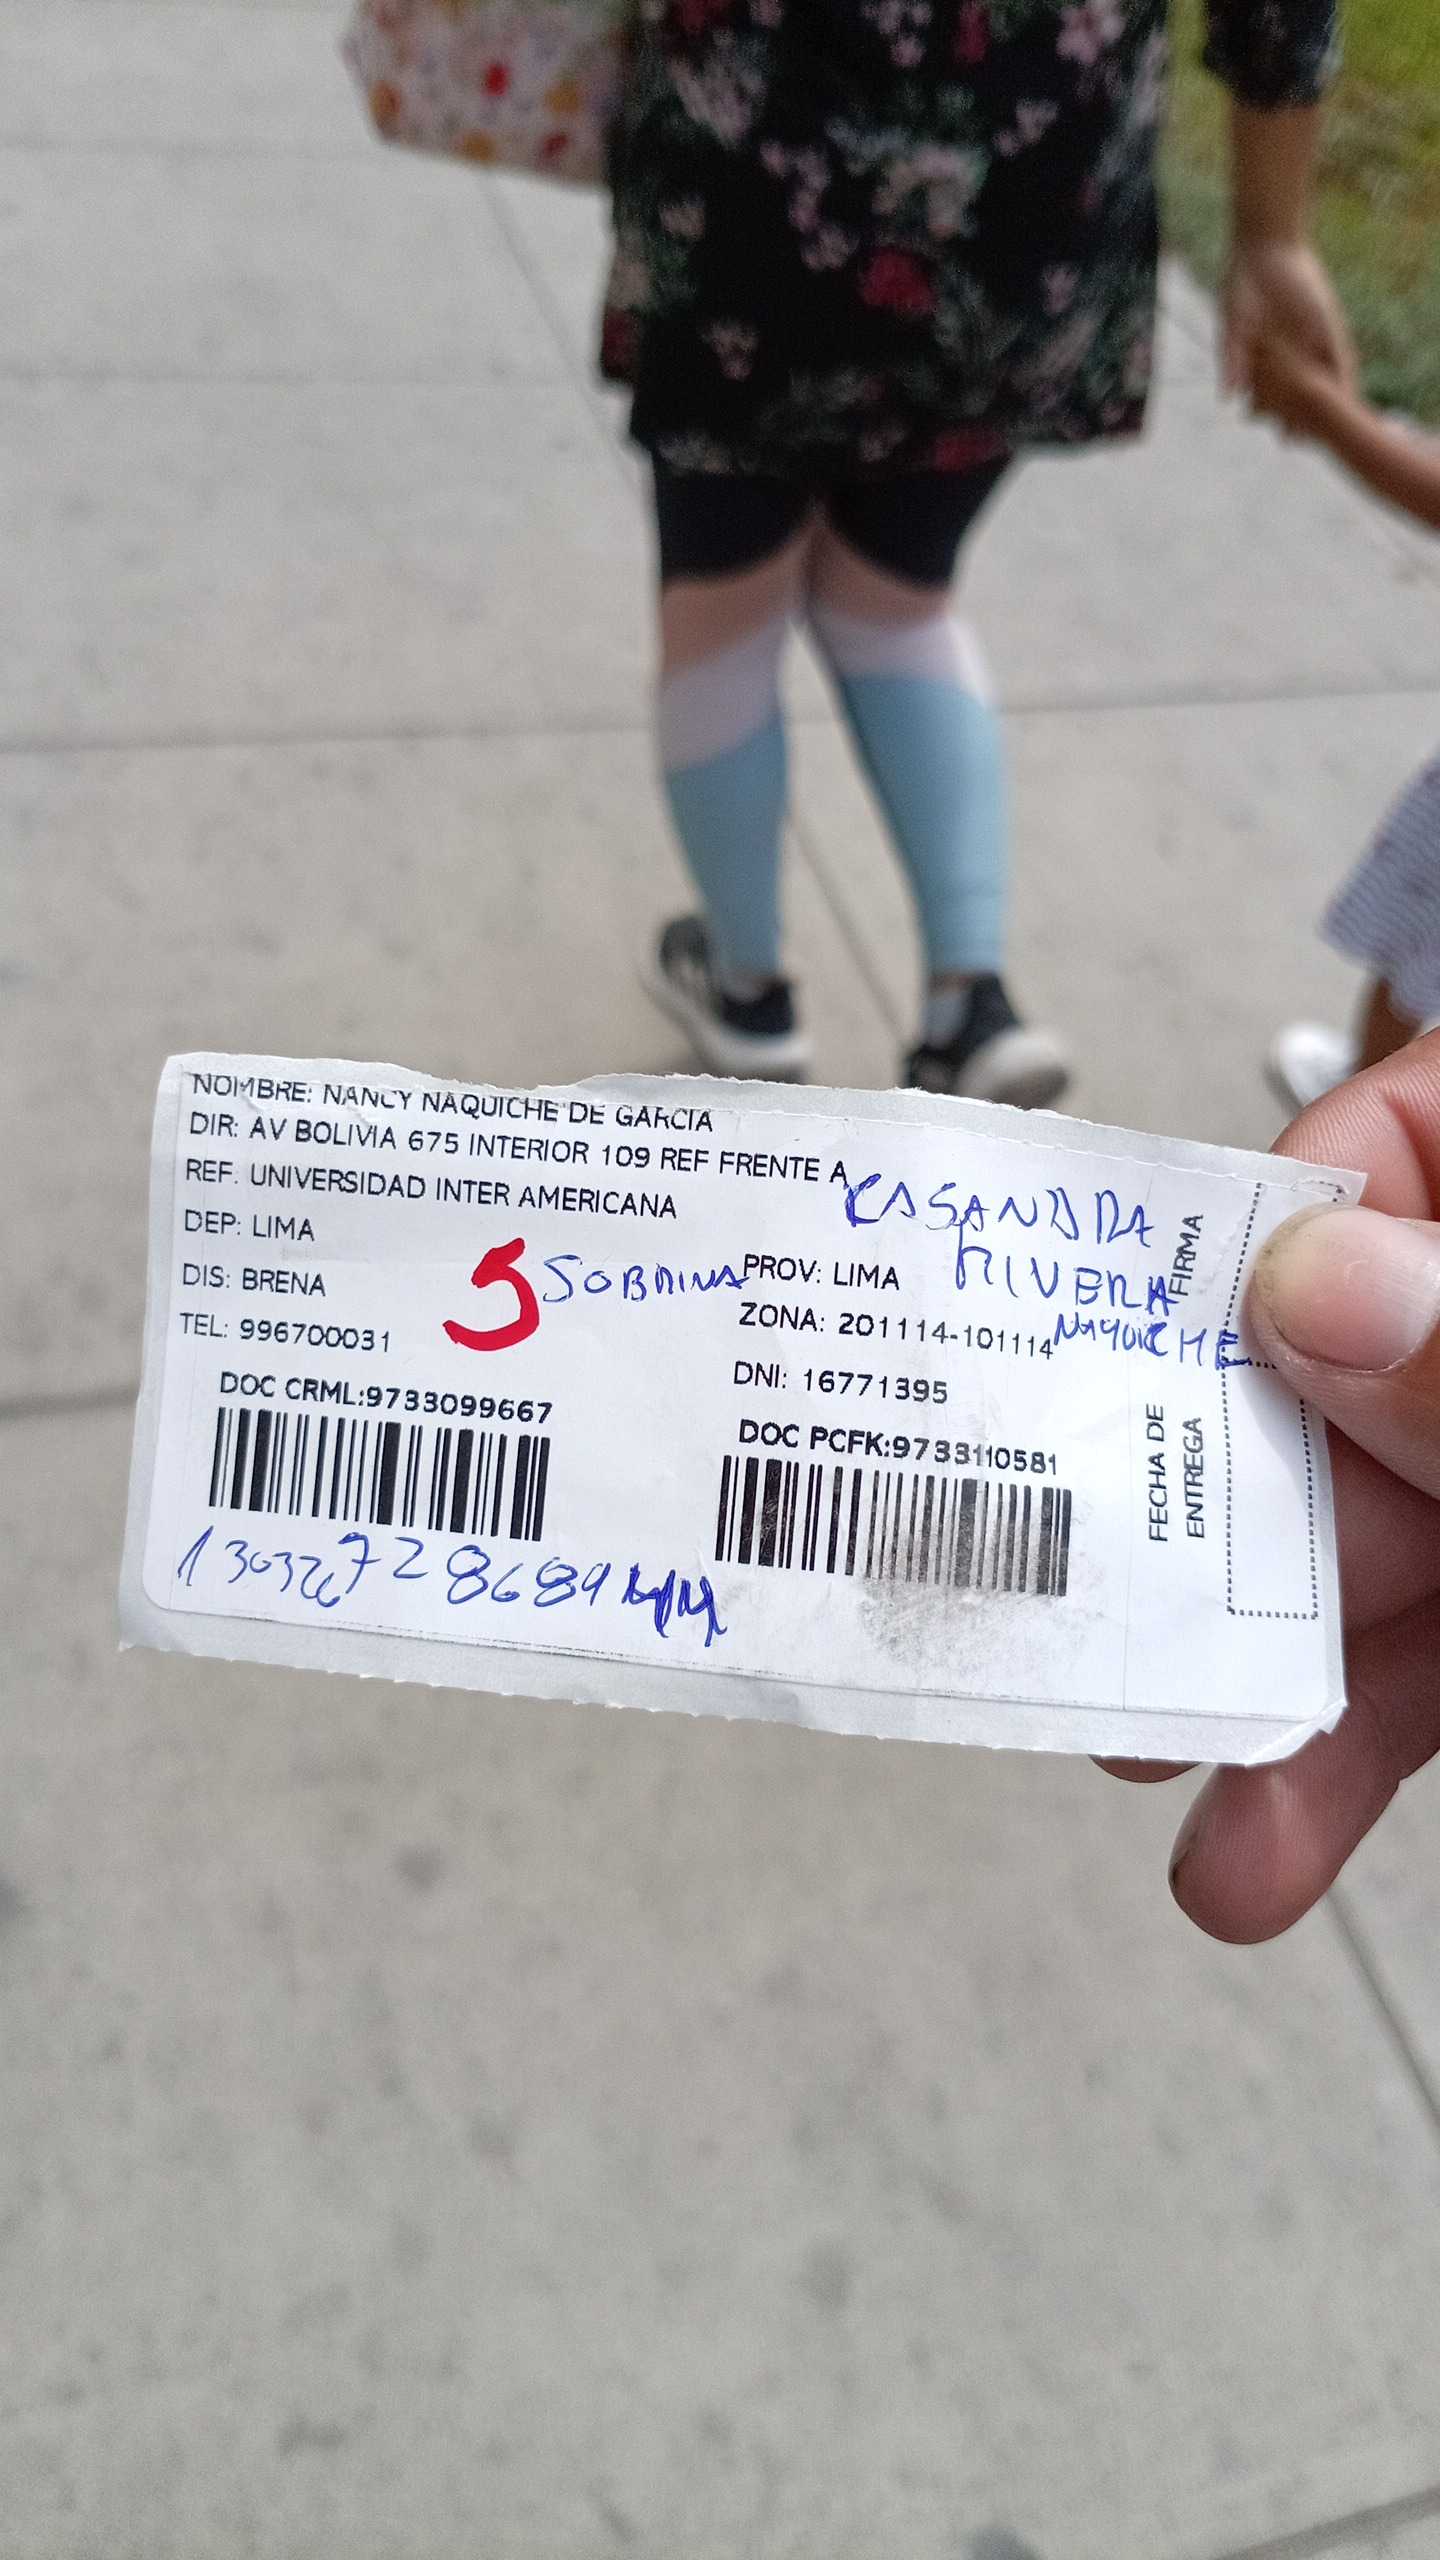 NOMBRE: NANCY NAQUICHE DE GARCIA
DIR: AV BOLIVIA 675 INTERIOR 109 REF FRENTE A
REF. UNIVERSIDAD INTER AMERICANA
CASANDRA
DEP: LIMA
RIVERA
NAQUICHE
FIRMA
5 SOBRINA
PROV: LIMA
DIS: BRENA
ZONA: 201114-101114
TEL: 996700031
DNI: 16771395
DOC CRML:9733099667
DOC PCFK:9733110581
FECHA DE
ENTREGA